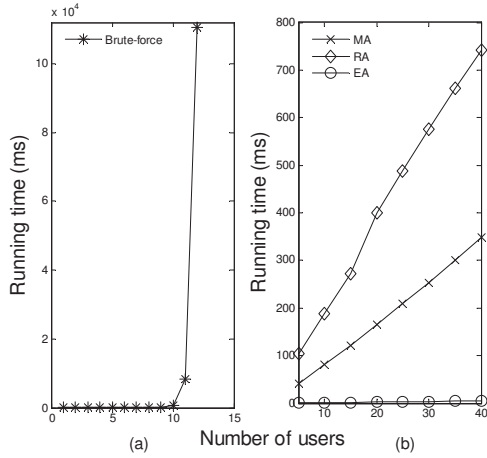 x 10^4
Brute-force
10
8
6
4
2
0
0
5
10
15
Running time (ms)
(a)
MA
RA
EA
800
700
600
500
400
300
200
100
0
10
20
30
40
Running time (ms)
(b)
Number of users